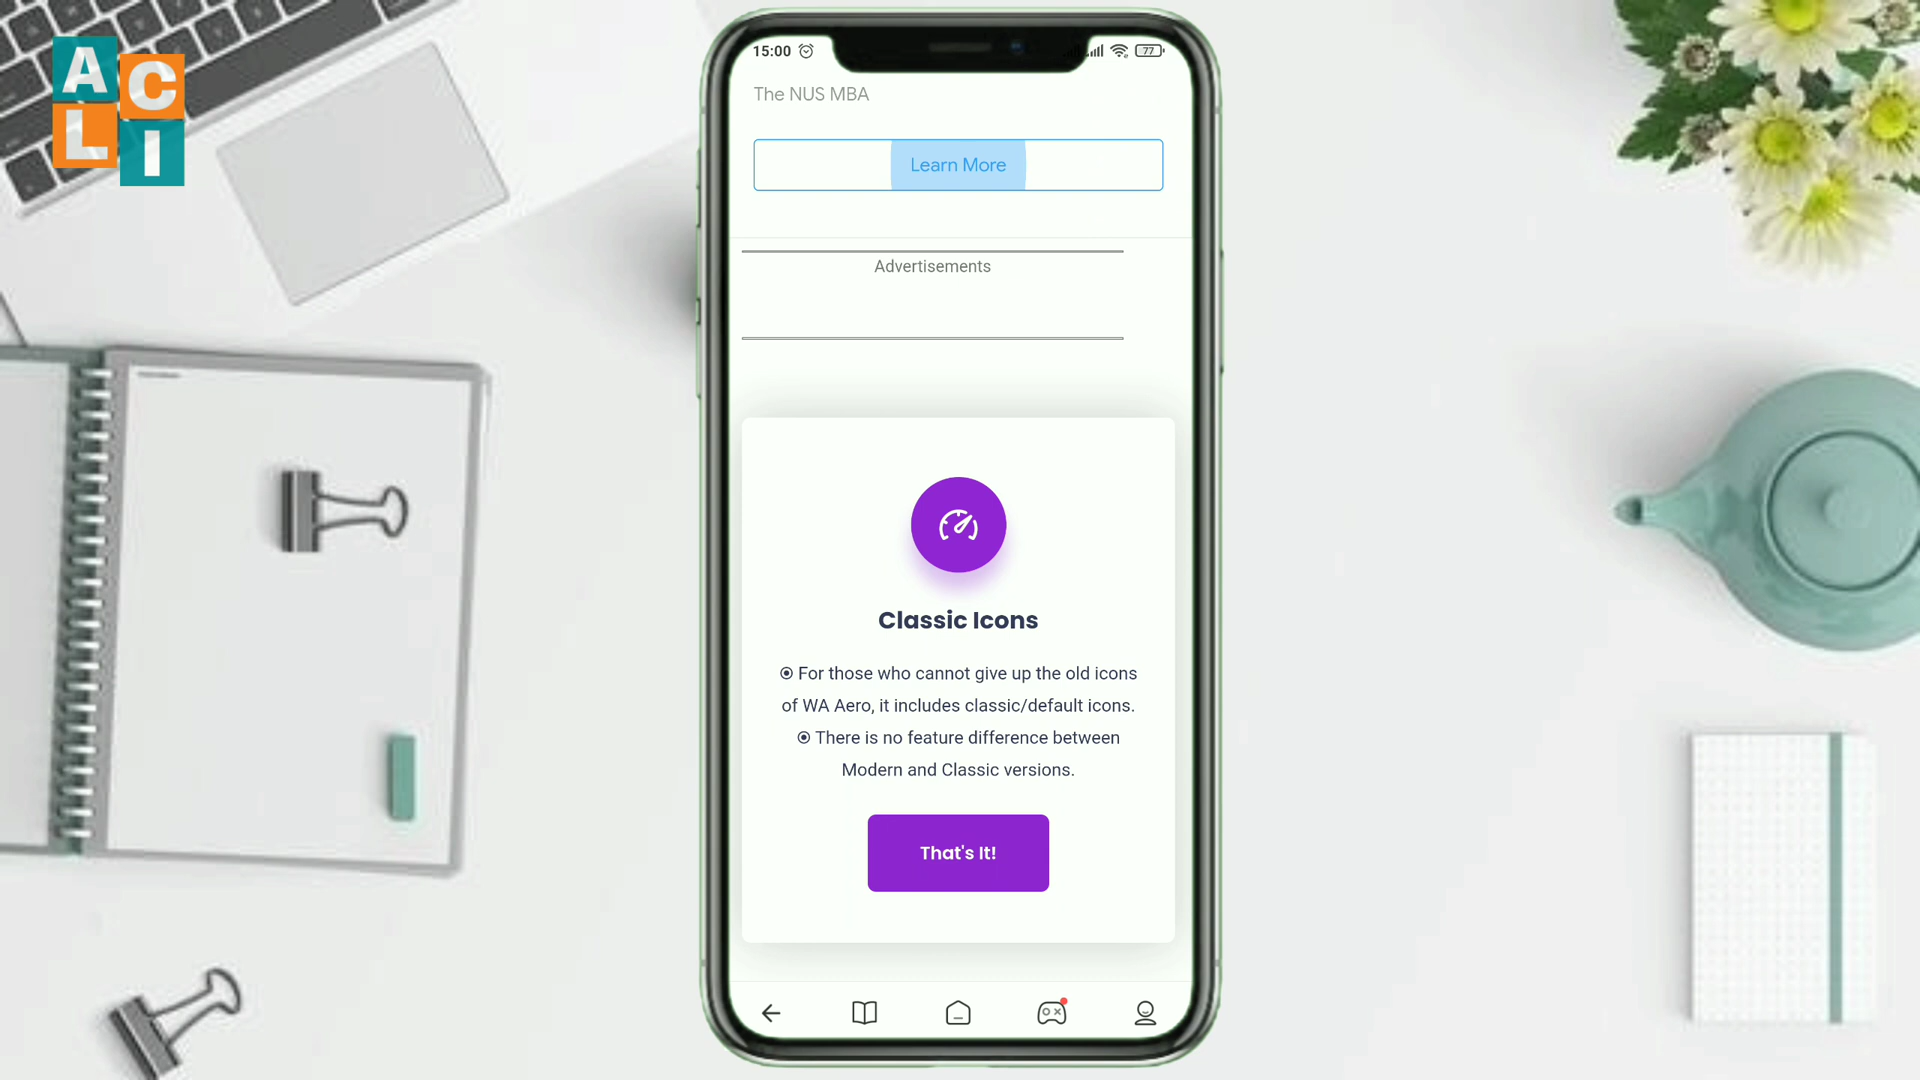 A C
L I
15:00
77
The NUS MBA
Learn More
Advertisements
Classic Icons
For those who cannot give up the old icons
of WA Aero, it includes classic/default icons.
There is no feature difference between
Modern and Classic versions.
That's It!